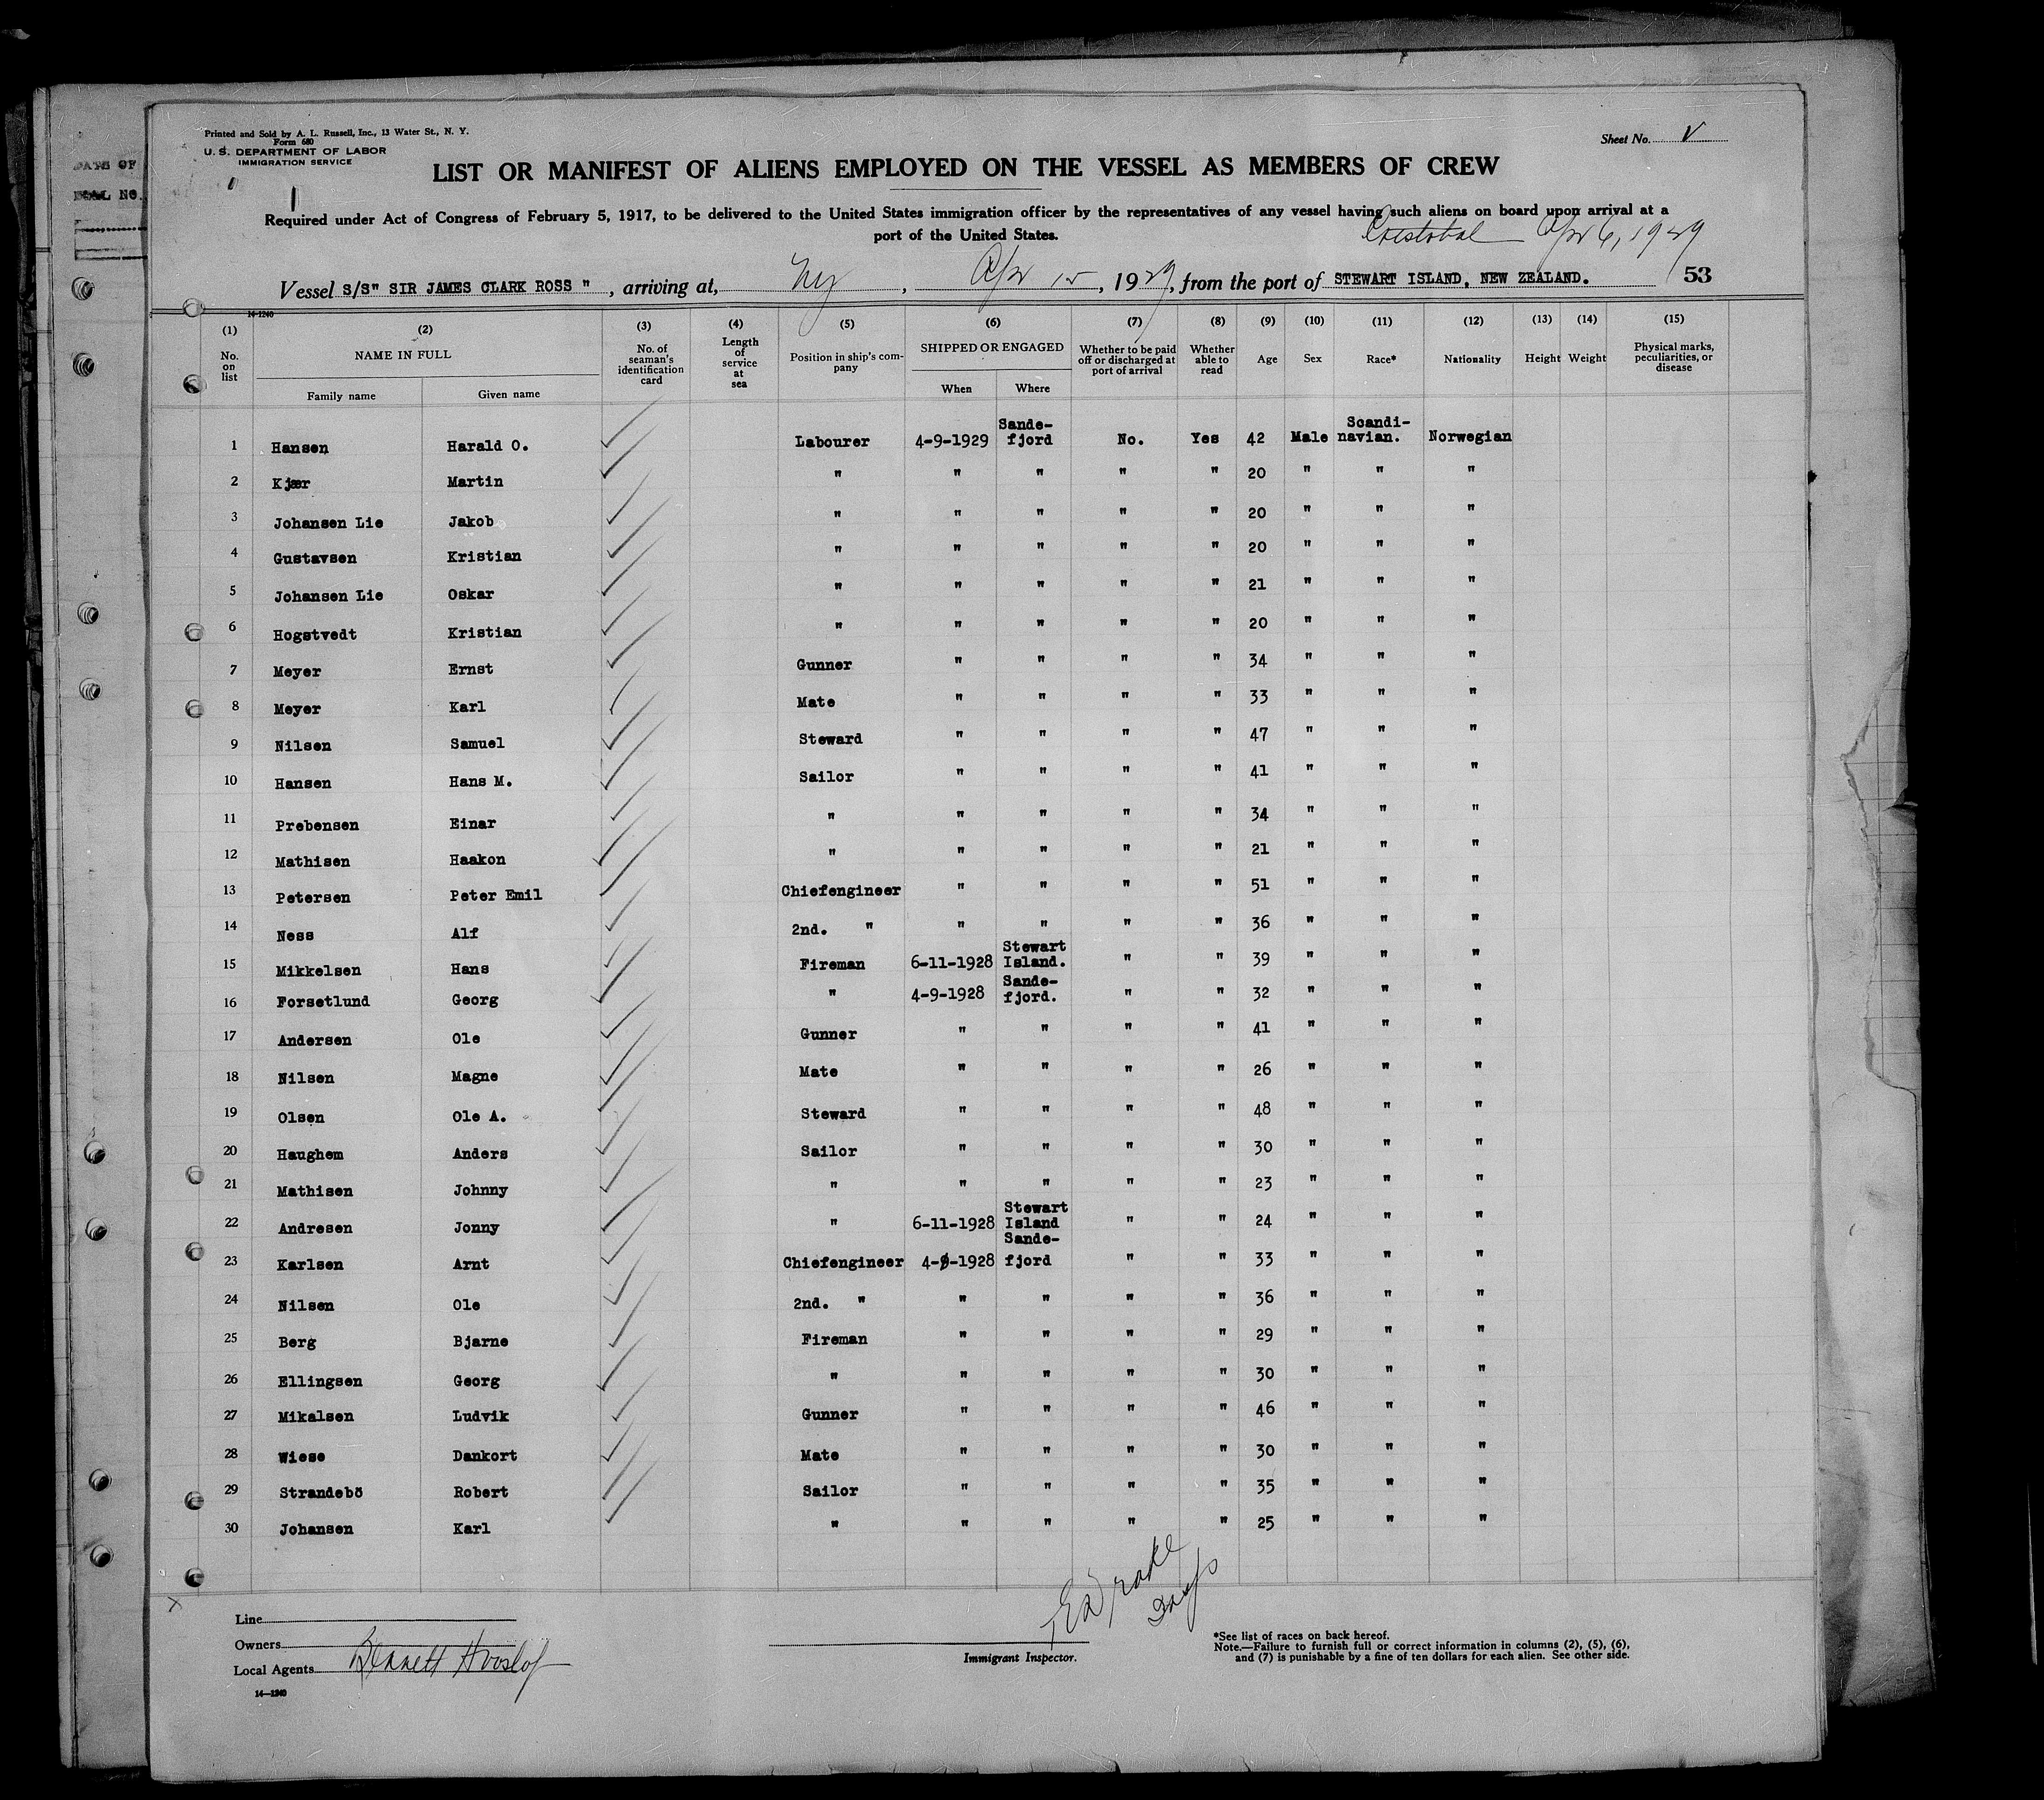 Printed and Sold by A. L. Russell, Inc., 13 Water St., N. Y.
Form 680
U. S. DEPARTMENT OF LABOR
IMMIGRATION SERVICE
Sheet No. V
LIST OR MANIFEST OF ALIENS EMPLOYED ON THE VESSEL AS MEMBERS OF CREW
Required under Act of Congress of February 5, 1917, to be delivered to the United States immigration officer by the representatives of any vessel having such aliens on board upon arrival at a
port of the United States.
Cristobal Apr 6, 1929
Vessel S/S" SIR JAMES CLARK ROSS ", arriving at, NY, Apr 15, 1929, from the port of STEWART ISLAND, NEW ZEALAND. 53
14-1240
(1) (2) (3) (4) (5) (6) (7) (8) (9) (10) (11) (12) (13) (14) (15)
No. on list NAME IN FULL No. of seaman's identification card Length of service at sea Position in ship's company SHIPPED OR ENGAGED Whether to be paid off or discharged at port of arrival Whether able to read Age Sex Race* Nationality Height Weight Physical marks, peculiarities, or disease
Family name Given name When Where
1 Hansen Harald O. Labourer 4-9-1929 Sande-fjord No. Yes 42 Male Scandi-navian. Norwegian
2 Kjær Martin " " " " " 20 " " "
3 Johansen Lie Jakob " " " " " 20 " " "
4 Gustavsen Kristian " " " " " 20 " " "
5 Johansen Lie Oskar " " " " " 21 " " "
6 Hogstvedt Kristian " " " " " 20 " " "
7 Meyer Ernst Gunner " " " " 34 " " "
8 Meyer Karl Mate " " " " 33 " " "
9 Nilsen Samuel Steward " " " " 47 " " "
10 Hansen Hans M. Sailor " " " " 41 " " "
11 Prebensen Einar " " " " " 34 " " "
12 Mathisen Haakon " " " " " 21 " " "
13 Petersen Peter Emil Chiefengineer " " " " 51 " " "
14 Ness Alf 2nd. " " " " " 36 " " "
15 Mikkelsen Hans Fireman 6-11-1928 Stewart Island. " " 39 " " "
16 Forsetlund Georg " 4-9-1928 Sande-fjord. " " 32 " " "
17 Andersen Ole Gunner " " " " 41 " " "
18 Nilsen Magne Mate " " " " 26 " " "
19 Olsen Ole A. Steward " " " " 48 " " "
20 Haughem Anders Sailor " " " " 30 " " "
21 Mathisen Johnny " " " " " 23 " " "
22 Andresen Jonny " 6-11-1928 Stewart Island " " 24 " " "
23 Karlsen Arnt Chiefengineer 4-9-1928 Sande-fjord " " 33 " " "
24 Nilsen Ole 2nd. " " " " " 36 " " "
25 Berg Bjarne Fireman " " " " 29 " " "
26 Ellingsen Georg " " " " " 30 " " "
27 Mikalsen Ludvik Gunner " " " " 46 " " "
28 Wiese Dankort Mate " " " " 30 " " "
29 Strandebö Robert Sailor " " " " 35 " " "
30 Johansen Karl " " " " " 25 " " "
Line
Owners
Local Agents Bennett Hvoslef
14-1240
Immigrant Inspector.
*See list of races on back hereof.
Note.—Failure to furnish full or correct information in columns (2), (5), (6),
and (7) is punishable by a fine of ten dollars for each alien. See other side.